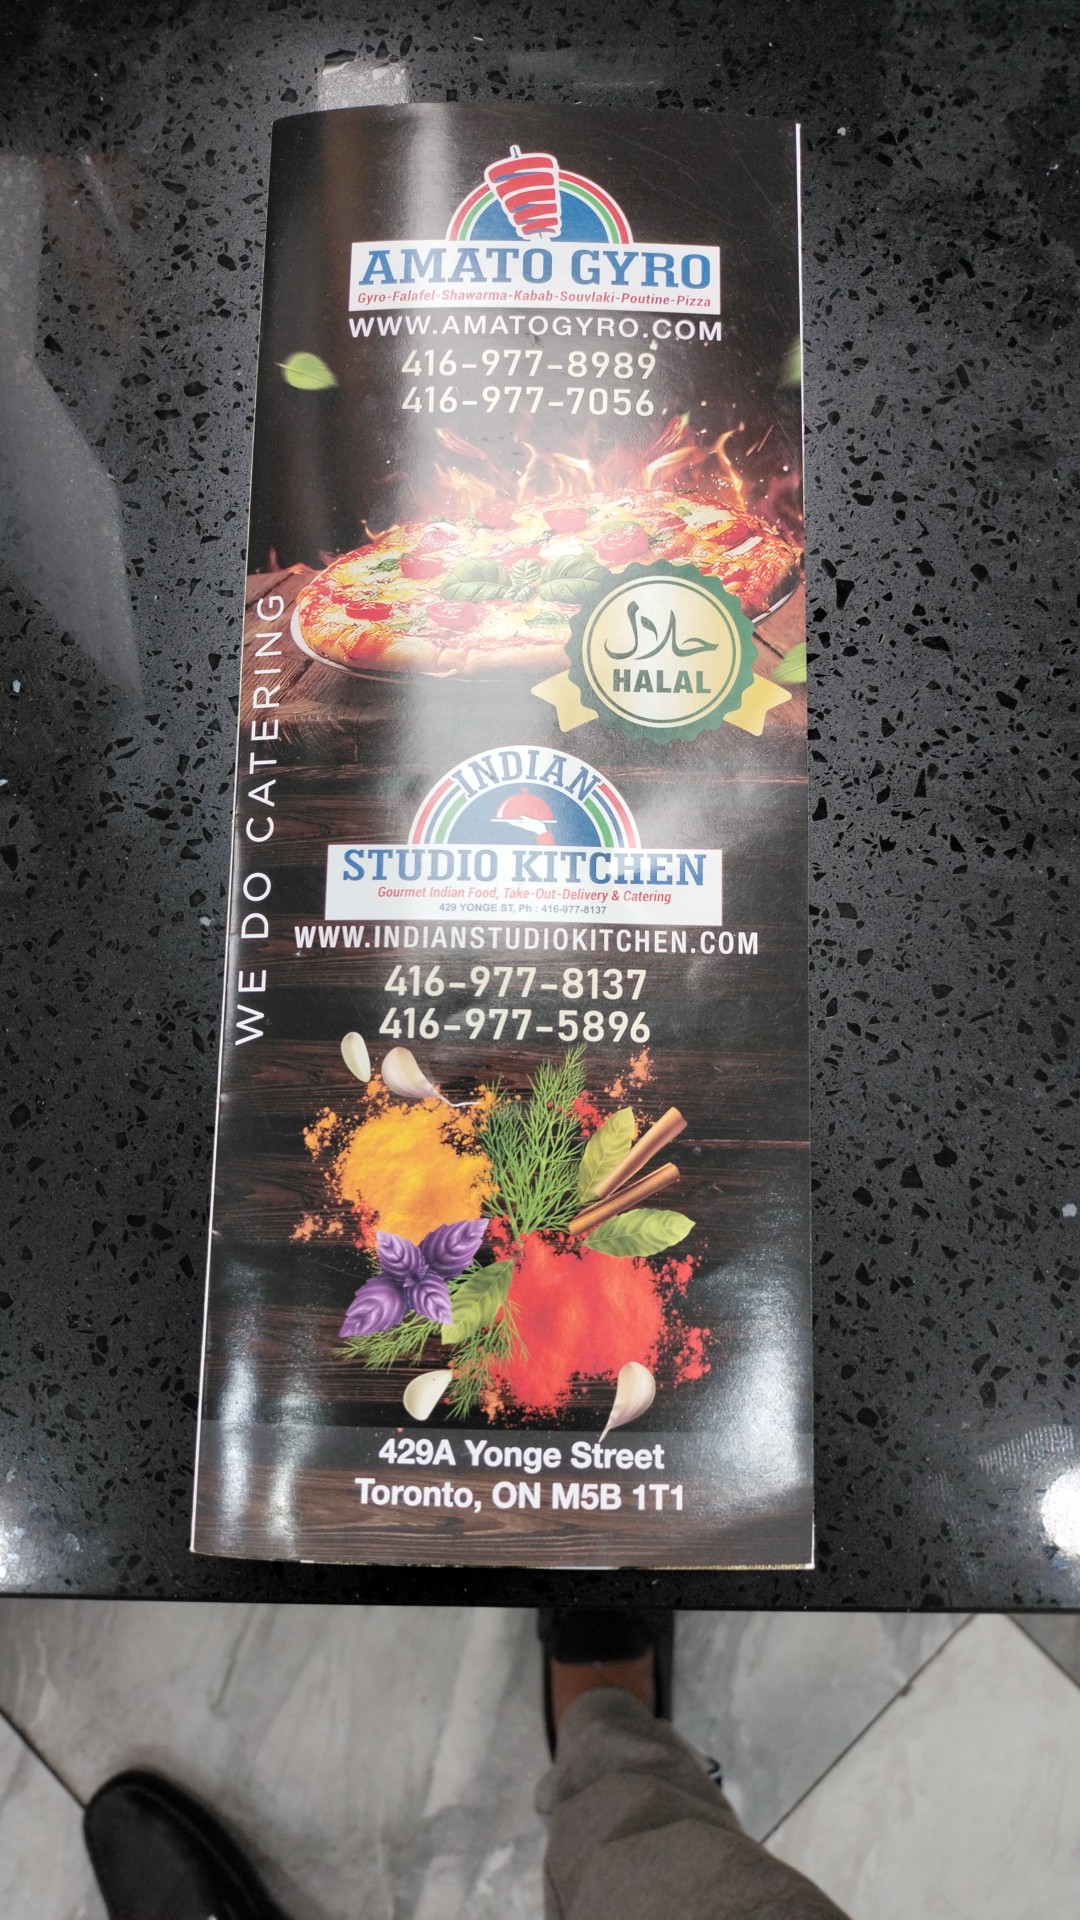 AMATO GYRO
Gyro-Falafel-Shawarma-Kabab-Souvlaki-Poutine-Pizza
WWW.AMATOGYRO.COM
416-977-8989
416-977-7056
حلال
HALAL
WE DO CATERING
INDIAN
STUDIO KITCHEN
Gourmet Indian Food, Take-Out-Delivery & Catering
429 YONGE ST, Ph : 416-977-8137
WWW.INDIANSTUDIOKITCHEN.COM
416-977-8137
416-977-5896
429A Yonge Street
Toronto, ON M5B 1T1